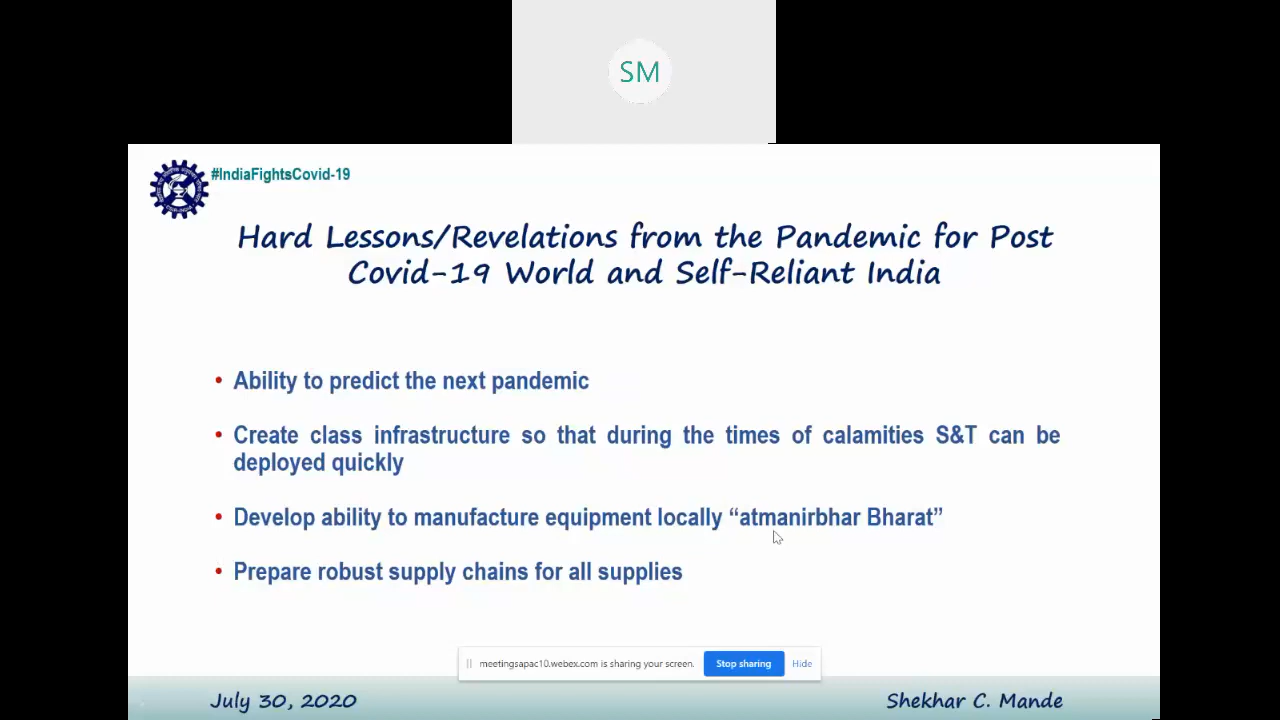 SM
#IndiaFightsCovid-19
Hard Lessons/Revelations from the Pandemic for Post
Covid-19 World and Self-Reliant India
• Ability to predict the next pandemic
• Create class infrastructure so that during the times of calamities S&T can be
deployed quickly
• Develop ability to manufacture equipment locally “atmanirbhar Bharat”
• Prepare robust supply chains for all supplies
meetingsapac10.webex.com is sharing your screen.
Stop sharing
Hide
July 30, 2020
Shekhar C. Mande